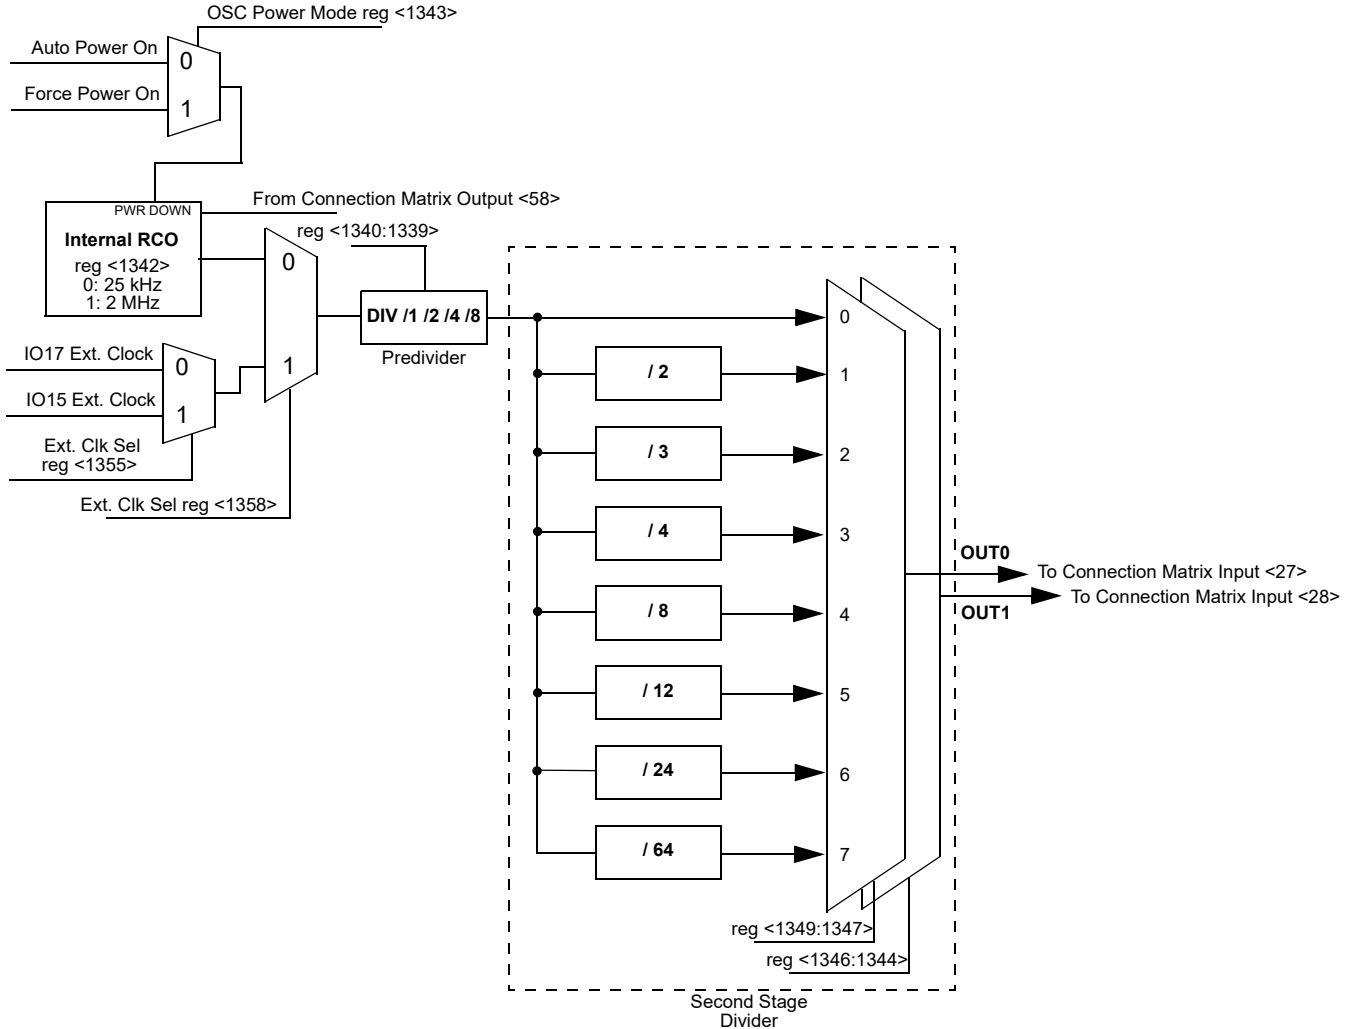 OSC Power Mode reg <1343>
Auto Power On
0
Force Power On
1
From Connection Matrix Output <58>
PWR DOWN
Internal RCO
reg <1342>
0: 25 kHz
1: 2 MHz
reg <1340:1339>
0
1
DIV /1 /2 /4 /8
Predivider
IO17 Ext. Clock
0
IO15 Ext. Clock
1
Ext. Clk Sel
reg <1355>
Ext. Clk Sel reg <1358>
0
/ 2
1
/ 3
2
/ 4
3
/ 8
4
/ 12
5
/ 24
6
/ 64
7
OUT0
To Connection Matrix Input <27>
To Connection Matrix Input <28>
OUT1
reg <1349:1347>
reg <1346:1344>
Second Stage
Divider